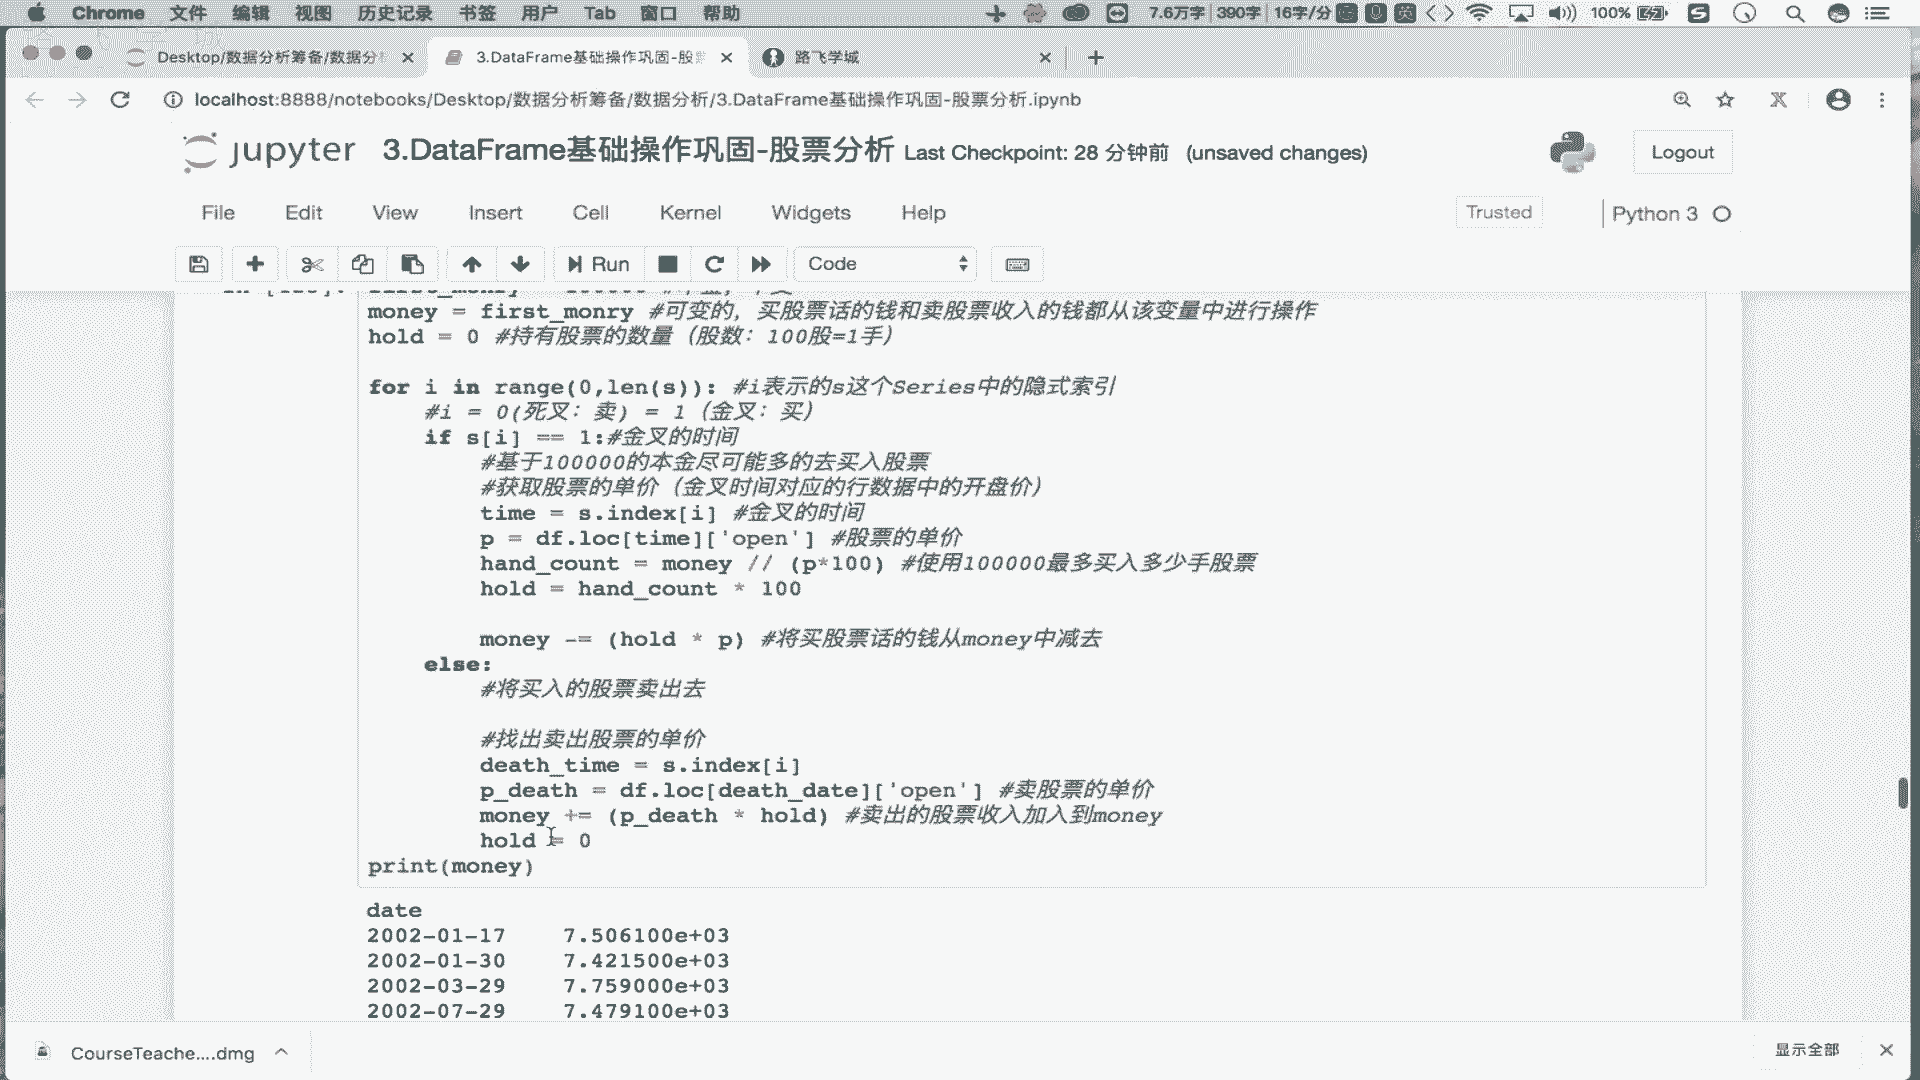 Chrome 文件 编辑 视图 历史记录 书签 用户 Tab 窗口 帮助 7.6万字 390字 16字/分 英 100%
Desktop/数据分析筹备/数据分 3.DataFrame基础操作巩固-股 路飞学城
localhost:8888/notebooks/Desktop/数据分析筹备/数据分析/3.DataFrame基础操作巩固-股票分析.ipynb
jupyter 3.DataFrame基础操作巩固-股票分析 Last Checkpoint: 28 分钟前 (unsaved changes) Logout
File Edit View Insert Cell Kernel Widgets Help Trusted Python 3
Run Code
money = first_monry #可变的，买股票话的钱和卖股票收入的钱都从该变量中进行操作
hold = 0 #持有股票的数量（股数：100股=1手）
for i in range(0,len(s)): #i表示的s这个Series中的隐式索引
#i = 0(死叉：卖) = 1（金叉：买）
if s[i] == 1:#金叉的时间
#基于100000的本金尽可能多的去买入股票
#获取股票的单价（金叉时间对应的行数据中的开盘价）
time = s.index[i] #金叉的时间
p = df.loc[time]['open'] #股票的单价
hand_count = money // (p*100) #使用100000最多买入多少手股票
hold = hand_count * 100
money -= (hold * p) #将买股票话的钱从money中减去
else:
#将买入的股票卖出去
#找出卖出股票的单价
death_time = s.index[i]
p_death = df.loc[death_date]['open'] #卖股票的单价
money += (p_death * hold) #卖出的股票收入加入到money
hold = 0
print(money)
date
2002-01-17 7.506100e+03
2002-01-30 7.421500e+03
2002-03-29 7.759000e+03
2002-07-29 7.479100e+03
CourseTeache....dmg 显示全部